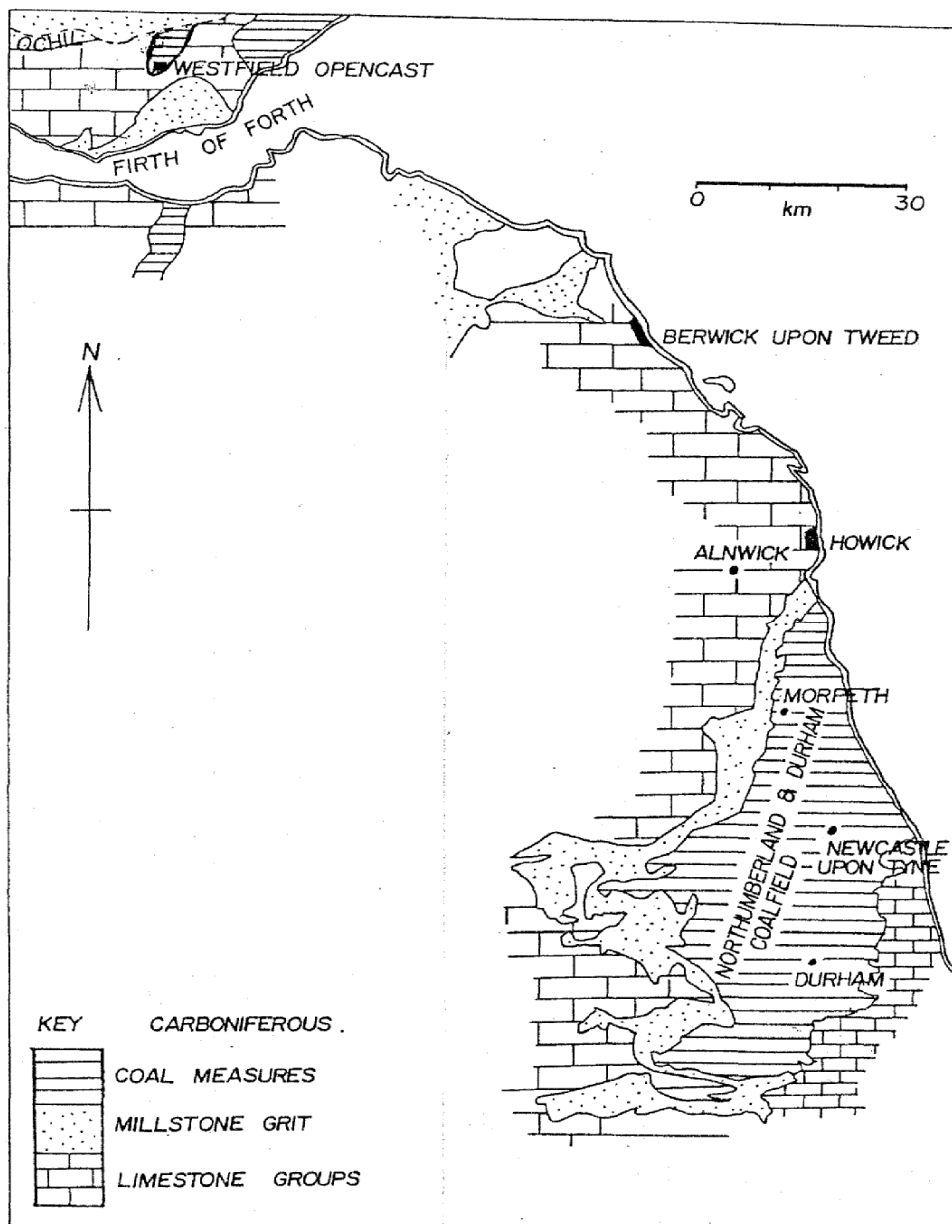 OCHIL
WESTFIELD OPENCAST
FIRTH OF FORTH
0 30
km
N
BERWICK UPON TWEED
ALNWICK
HOWICK
MORPETH
NORTHUMBERLAND & DURHAM
COALFIELD
NEWCASTLE
UPON TYNE
DURHAM
KEY CARBONIFEROUS.
COAL MEASURES
MILLSTONE GRIT
LIMESTONE GROUPS